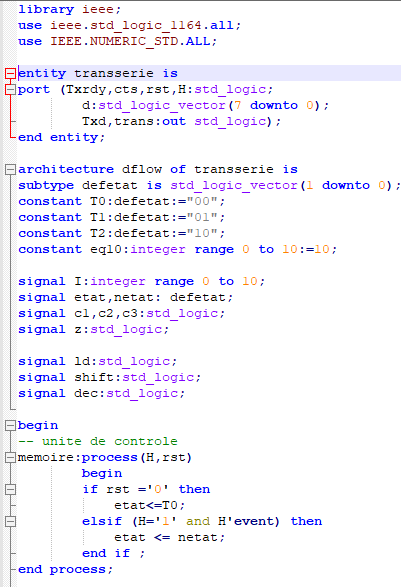 library ieee;
use ieee.std_logic_1164.all;
use IEEE.NUMERIC_STD.ALL;
entity transserie is
port (Txrdy,cts,rst,H:std_logic;
d:std_logic_vector(7 downto 0);
Txd,trans:out std_logic);
end entity;
architecture dflow of transserie is
subtype defetat is std_logic_vector(1 downto 0);
constant T0:defetat:="00";
constant T1:defetat:="01";
constant T2:defetat:="10";
constant eq10:integer range 0 to 10:=10;
signal I:integer range 0 to 10;
signal etat,netat: defetat;
signal c1,c2,c3:std_logic;
signal z:std_logic;
signal ld:std_logic;
signal shift:std_logic;
signal dec:std_logic;
begin
-- unite de controle
memoire:process(H,rst)
begin
if rst ='0' then
etat<=T0;
elsif (H='1' and H'event) then
etat <= netat;
end if ;
end process;